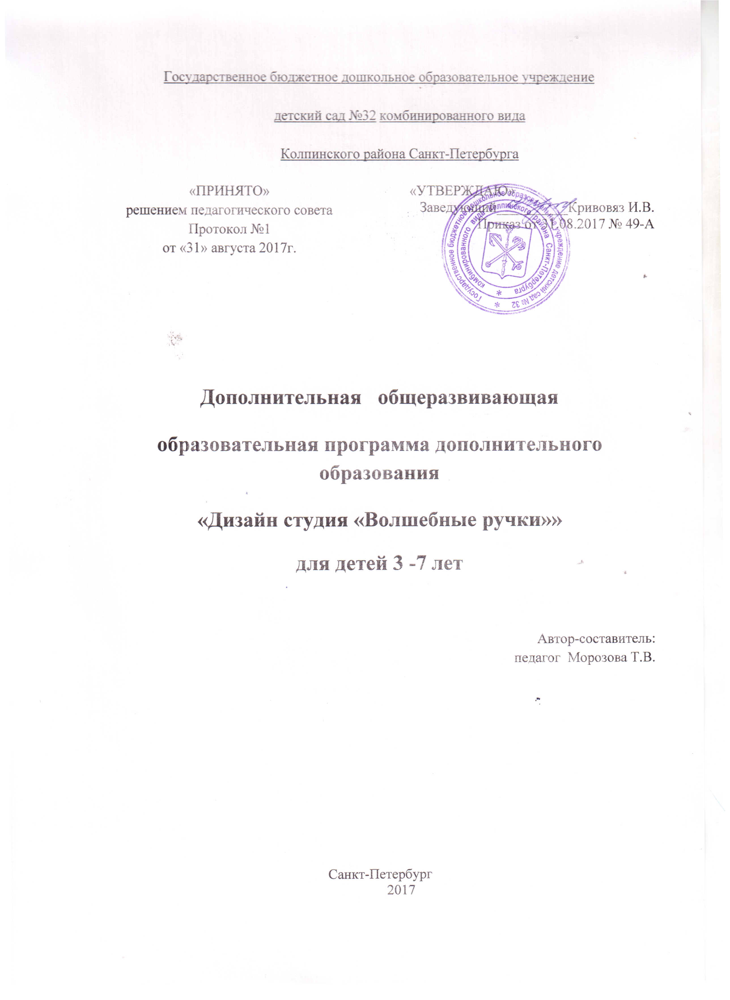 Государственное бюджетное дошкольное образовательное учреждение
детский сад №32 комбинированного вида
Колпинского района Санкт-Петербурга
«ПРИНЯТО»
решением педагогического совета
Протокол №1
от «31» августа 2017г.
«УТВЕРЖДАЮ»
Заведующий__________Кривовяз И.В.
Приказ от 31.08.2017 № 49-А
Государственное бюджетное дошкольное образовательное учреждение детский сад № 32 *
комбинированного вида Колпинского района Санкт-Петербурга *
Дополнительная общеразвивающая
образовательная программа дополнительного
образования
«Дизайн студия «Волшебные ручки»»
для детей 3 -7 лет
Автор-составитель:
педагог Морозова Т.В.
Санкт-Петербург
2017